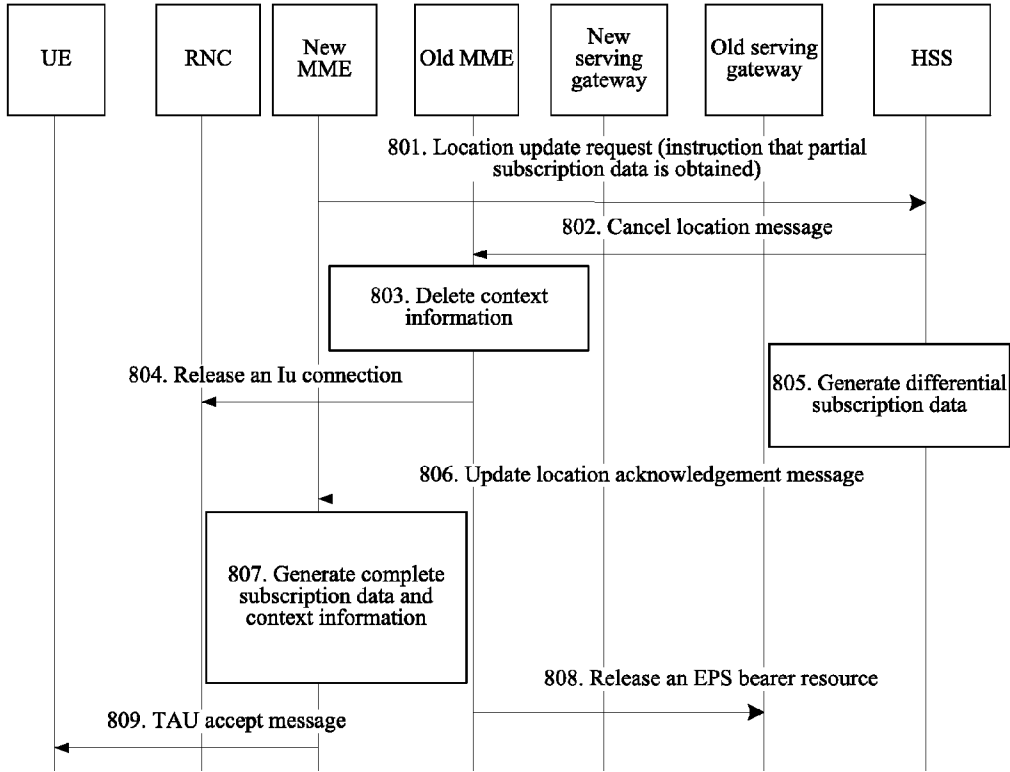 UE
RNC
New
MME
Old MME
New
serving
gateway
Old serving
gateway
HSS
801. Location update request (instruction that partial
subscription data is obtained)
802. Cancel location message
803. Delete context
information
804. Release an Iu connection
805. Generate differential
subscription data
806. Update location acknowledgement message
807. Generate complete
subscription data and
context information
808. Release an EPS bearer resource
809. TAU accept message